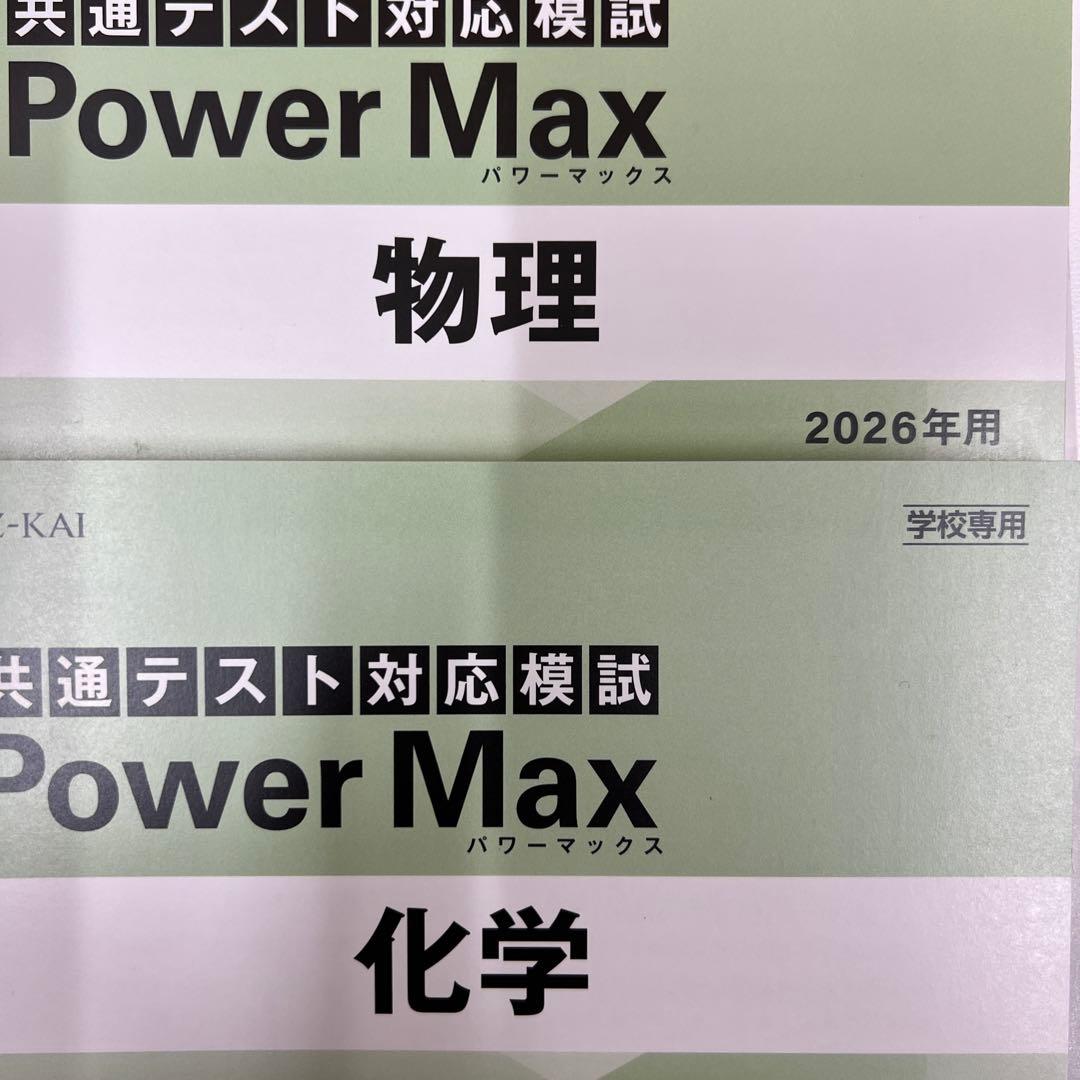 共通テスト対応模試
Power Max
パワーマックス
物理
2026年用
Z-KAI
学校専用
共通テスト対応模試
Power Max
パワーマックス
化学